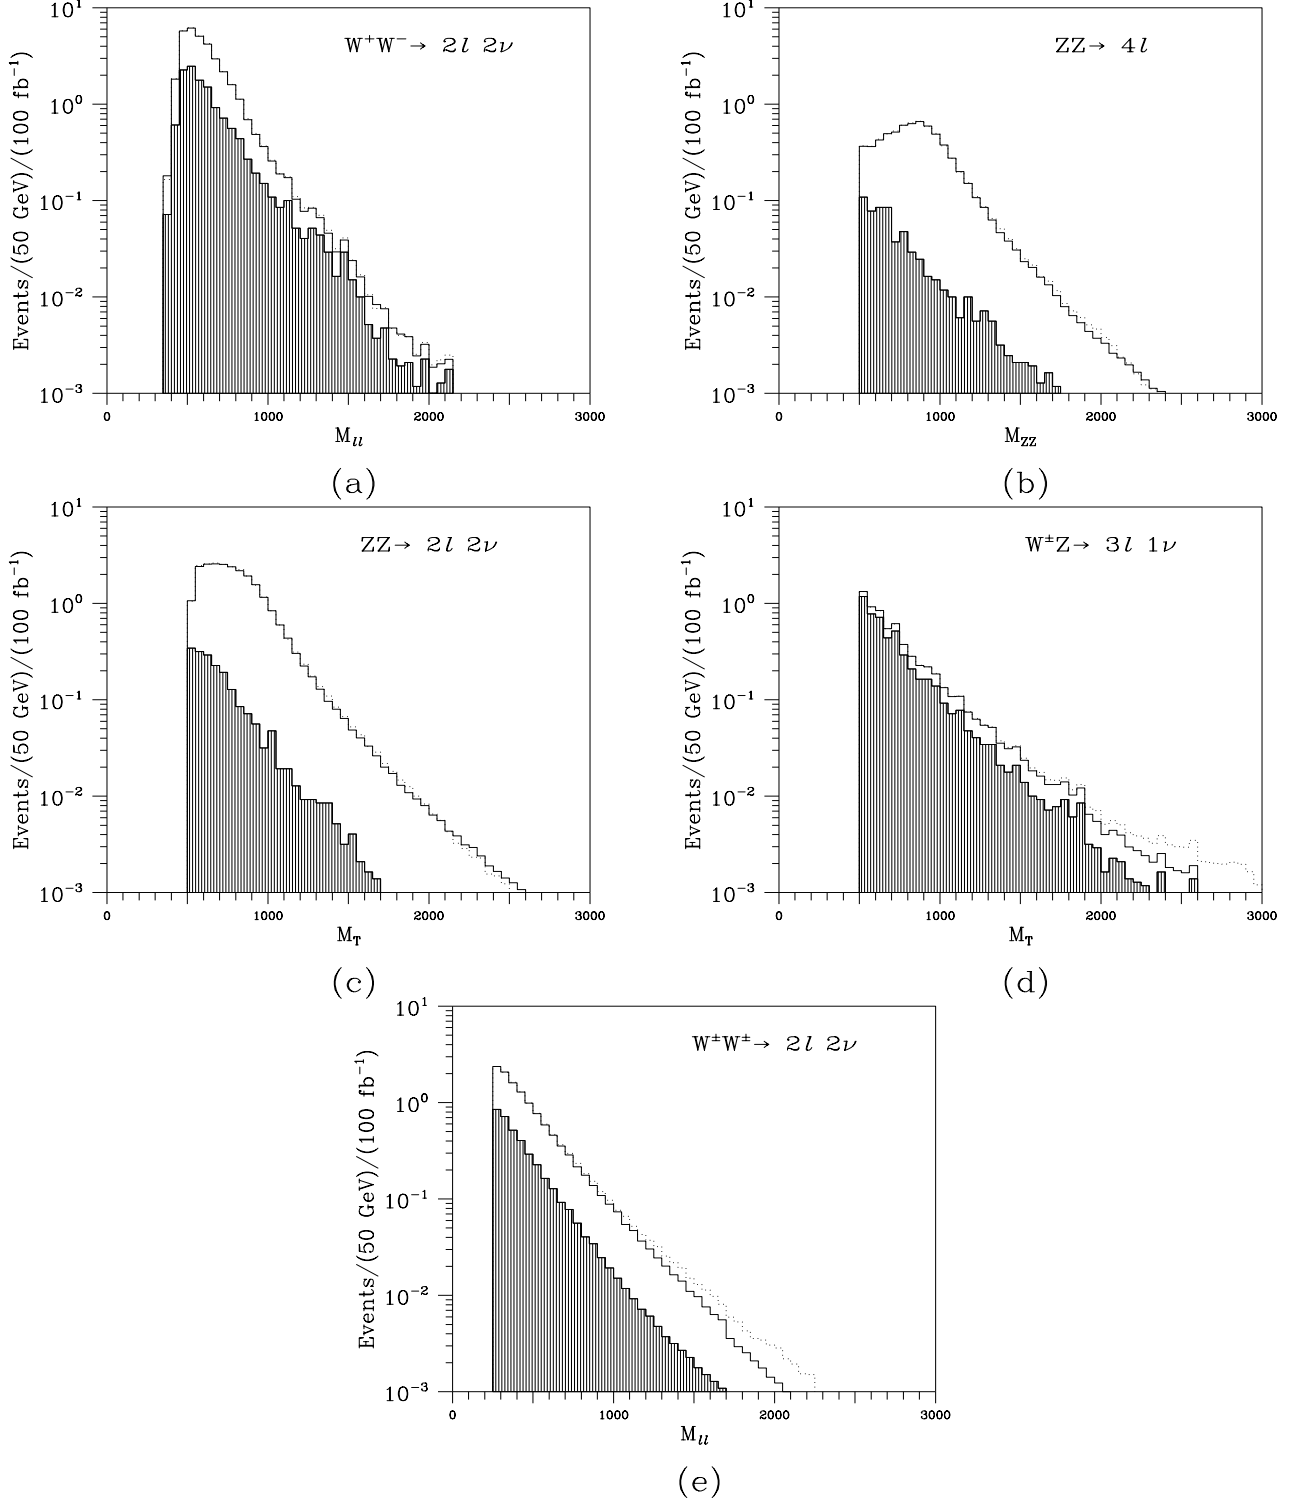 10¹
10⁰
10⁻¹
10⁻²
10⁻³
Events/(50 GeV)/(100 fb⁻¹)
W⁺W⁻→ 2l 2ν
0 1000 2000 3000
M_ll
(a)
10¹
10⁰
10⁻¹
10⁻²
10⁻³
Events/(50 GeV)/(100 fb⁻¹)
ZZ→ 4l
0 1000 2000 3000
M_ZZ
(b)
10¹
10⁰
10⁻¹
10⁻²
10⁻³
Events/(50 GeV)/(100 fb⁻¹)
ZZ→ 2l 2ν
0 1000 2000 3000
M_T
(c)
10¹
10⁰
10⁻¹
10⁻²
10⁻³
Events/(50 GeV)/(100 fb⁻¹)
W±Z→ 3l 1ν
0 1000 2000 3000
M_T
(d)
10¹
10⁰
10⁻¹
10⁻²
10⁻³
Events/(50 GeV)/(100 fb⁻¹)
W±W±→ 2l 2ν
0 1000 2000 3000
M_ll
(e)